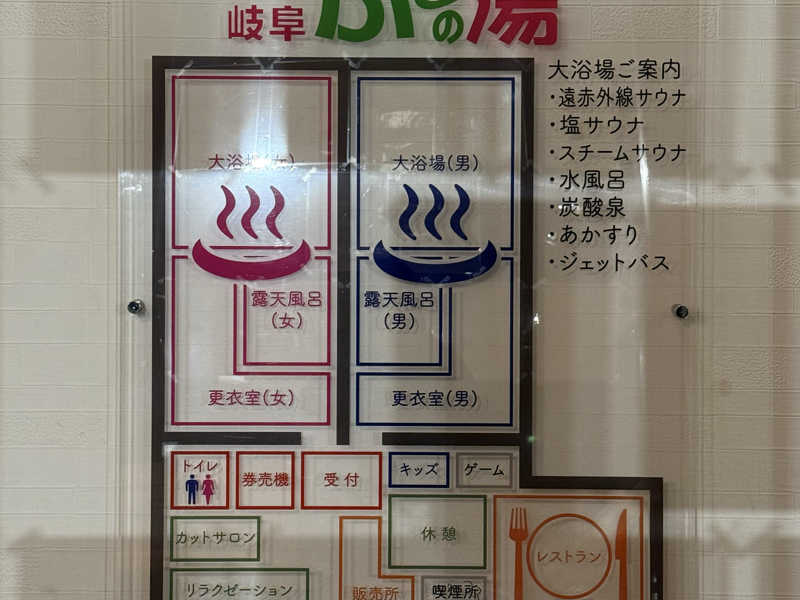 岐阜
の湯
大浴場ご案内
・遠赤外線サウナ
・塩サウナ
・スチームサウナ
・水風呂
・炭酸泉
・あかすり
・ジェットバス
大浴場(女)
大浴場(男)
露天風呂
(女)
露天風呂
(男)
更衣室(女)
更衣室(男)
トイレ
券売機
受付
キッズ
ゲーム
カットサロン
休憩
レストラン
リラクゼーション
販売所
喫煙所